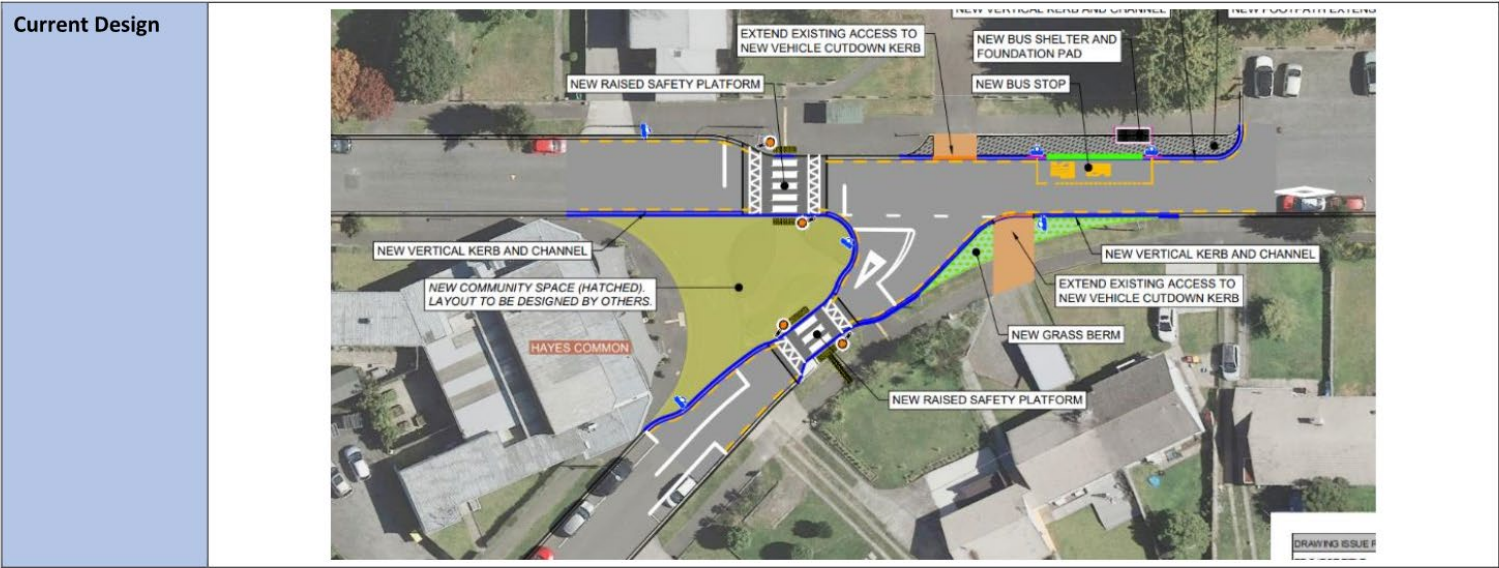 Current Design
NEW VERTICAL KERB AND CHANNEL
NEW FOOTPATH EXTENS
EXTEND EXISTING ACCESS TO
NEW VEHICLE CUTDOWN KERB
NEW BUS SHELTER AND
FOUNDATION PAD
NEW RAISED SAFETY PLATFORM
NEW BUS STOP
NEW VERTICAL KERB AND CHANNEL
NEW COMMUNITY SPACE (HATCHED).
LAYOUT TO BE DESIGNED BY OTHERS.
NEW VERTICAL KERB AND CHANNEL
EXTEND EXISTING ACCESS TO
NEW VEHICLE CUTDOWN KERB
HAYES COMMON
NEW GRASS BERM
NEW RAISED SAFETY PLATFORM
DRAWING ISSUE